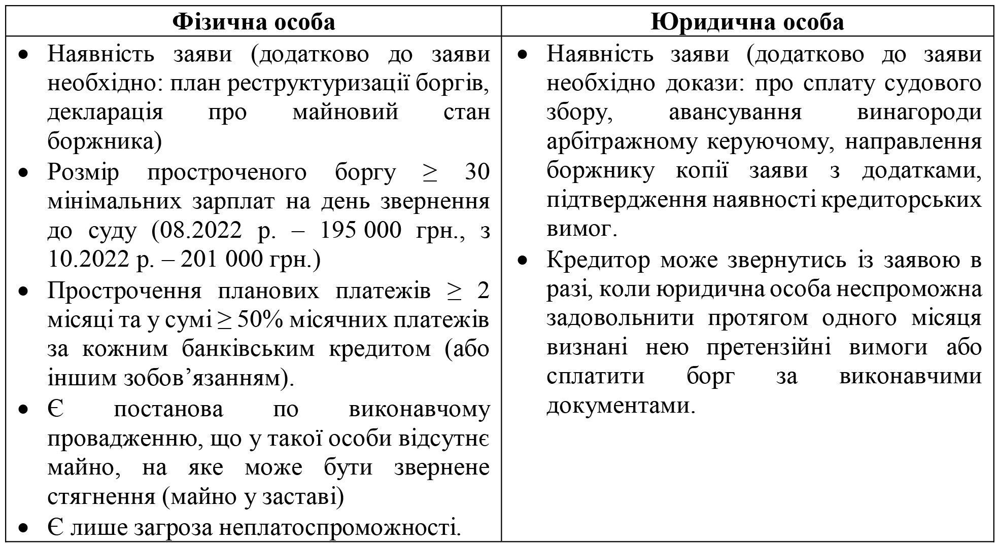 Фізична особа
Юридична особа
• Наявність заяви (додатково до заяви
необхідно: план реструктуризації боргів,
декларація про майновий стан
боржника)
• Розмір простроченого боргу ≥ 30
мінімальних зарплат на день звернення
до суду (08.2022 р. – 195 000 грн., з
10.2022 р. – 201 000 грн.)
• Прострочення планових платежів ≥ 2
місяці та у сумі ≥ 50% місячних платежів
за кожним банківським кредитом (або
іншим зобов’язанням).
• Є постанова по виконавчому
провадженню, що у такої особи відсутнє
майно, на яке може бути звернене
стягнення (майно у заставі)
• Є лише загроза неплатоспроможності.
• Наявність заяви (додатково до заяви
необхідно докази: про сплату судового
збору, авансування винагороди
арбітражному керуючому, направлення
боржнику копії заяви з додатками,
підтвердження наявності кредиторських
вимог.
• Кредитор може звернутись із заявою в
разі, коли юридична особа неспроможна
задовольнити протягом одного місяця
визнані нею претензійні вимоги або
сплатити борг за виконавчими
документами.